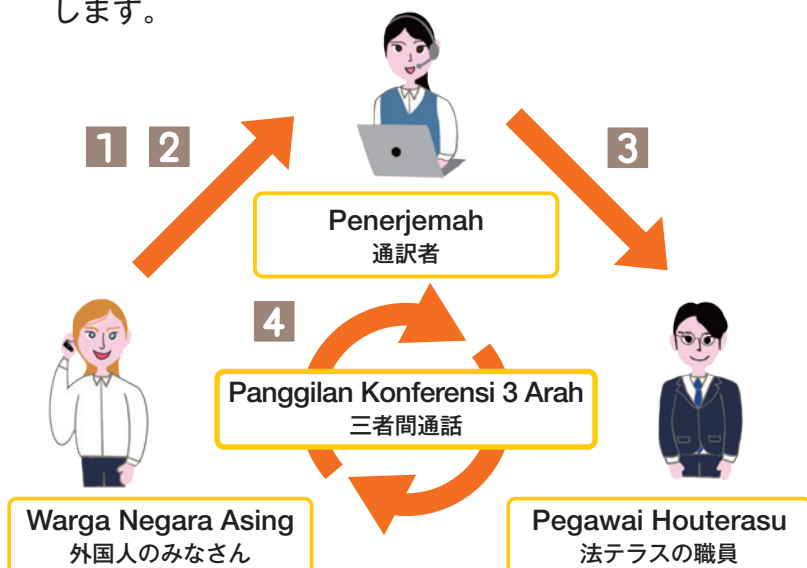 します。
1 2
3
Penerjemah
通訳者
4
Panggilan Konferensi 3 Arah
三者間通話
Warga Negara Asing
外国人のみなさん
Pegawai Houterasu
法テラスの職員